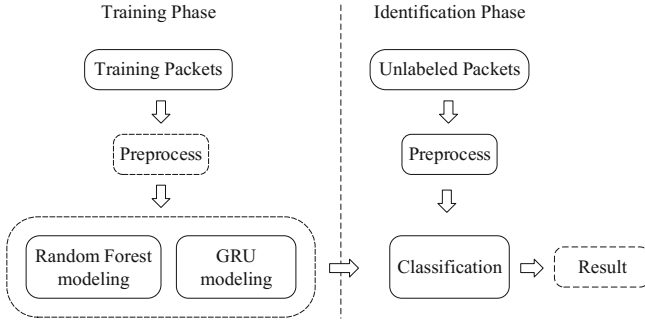 Training Phase
Identification Phase
Training Packets
Unlabeled Packets
Preprocess
Preprocess
Random Forest
modeling
GRU
modeling
Classification
Result